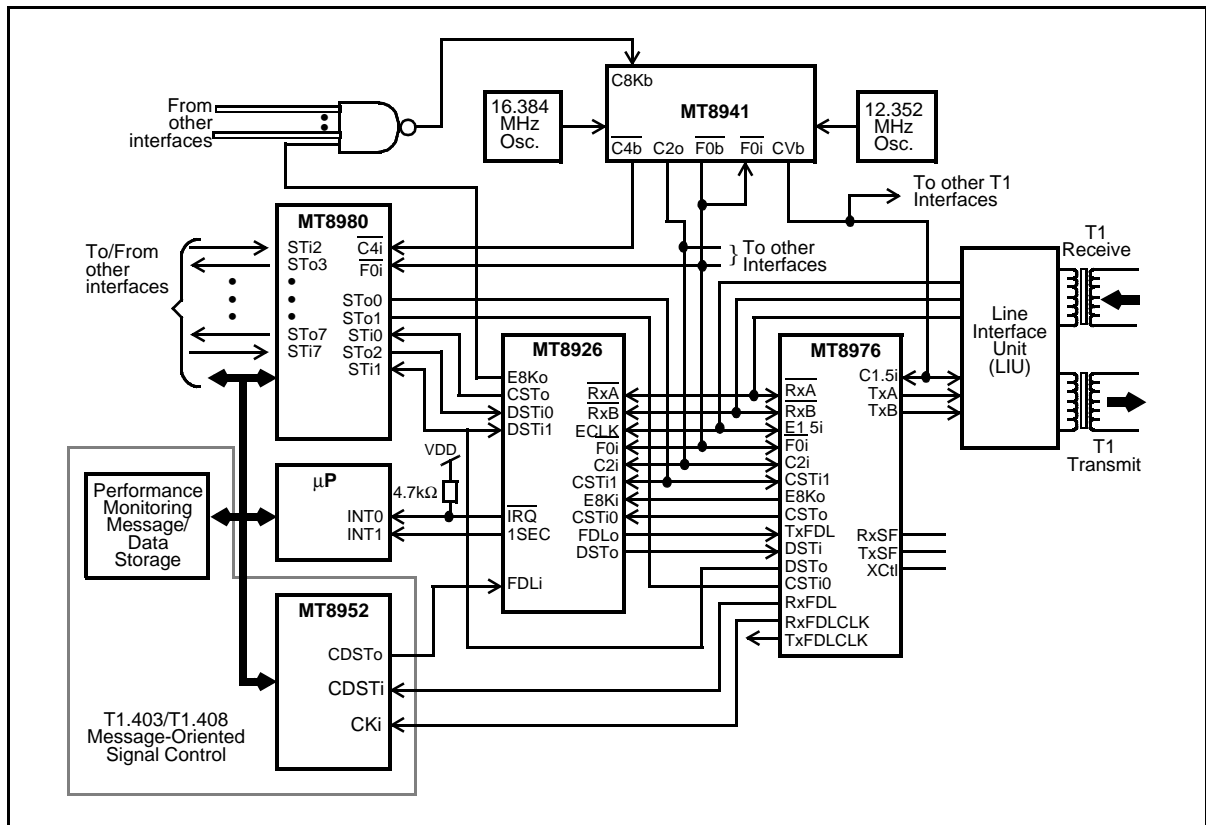 From
other
interfaces
16.384
MHz
Osc.
C8Kb
MT8941
C4b C2o F0b F0i CVb
12.352
MHz
Osc.
To other T1
Interfaces
To/From
other
interfaces
MT8980
STi2
STo3
STo7
STi7
C4i
F0i
STo0
STo1
STi0
STo2
STi1
} To other
Interfaces
T1
Receive
Line
Interface
Unit
(LIU)
T1
Transmit
MT8926
E8Ko
CSTo
DSTi0
DSTi1
IRQ
1SEC
FDLi
RxA
RxB
ECLK
F0i
C2i
CSTi1
E8Ki
CSTi0
FDLo
DSTo
MT8976
RxA
RxB
E1.5i
F0i
C2i
CSTi1
E8Ko
CSTo
TxFDL
DSTi
DSTo
CSTi0
RxFDL
RxFDLCLK
TxFDLCLK
C1.5i
TxA
TxB
RxSF
TxSF
XCtl
VDD
4.7kΩ
Performance
Monitoring
Message/
Data
Storage
µP
INT0
INT1
MT8952
CDSTo
CDSTi
CKi
T1.403/T1.408
Message-Oriented
Signal Control